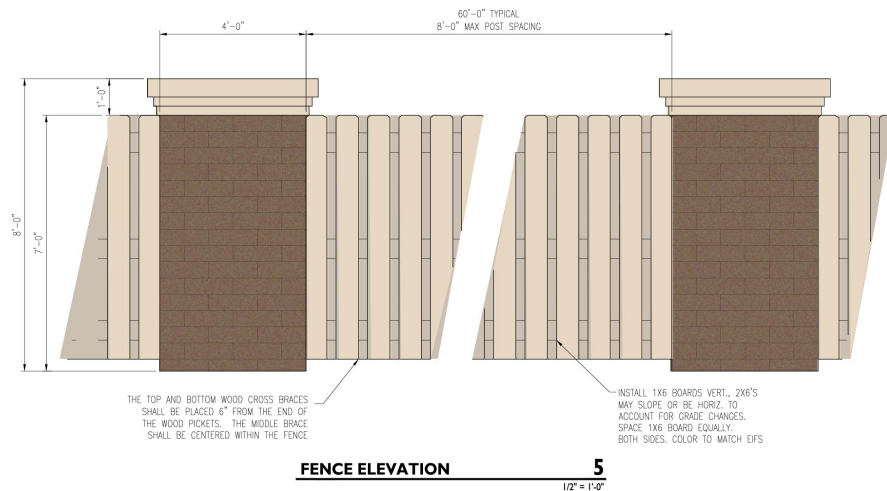 60'-0" TYPICAL
4'-0"
8'-0" MAX POST SPACING
1'-0"
8'-0"
7'-0"
THE TOP AND BOTTOM WOOD CROSS BRACES
SHALL BE PLACED 6" FROM THE END OF
THE WOOD PICKETS. THE MIDDLE BRACE
SHALL BE CENTERED WITHIN THE FENCE
INSTALL 1X6 BOARDS VERT., 2X6'S
MAY SLOPE OR BE HORIZ. TO
ACCOUNT FOR GRADE CHANGES.
SPACE 1X6 BOARD EQUALLY.
BOTH SIDES. COLOR TO MATCH EIFS
FENCE ELEVATION 5
1/2" = 1'-0"